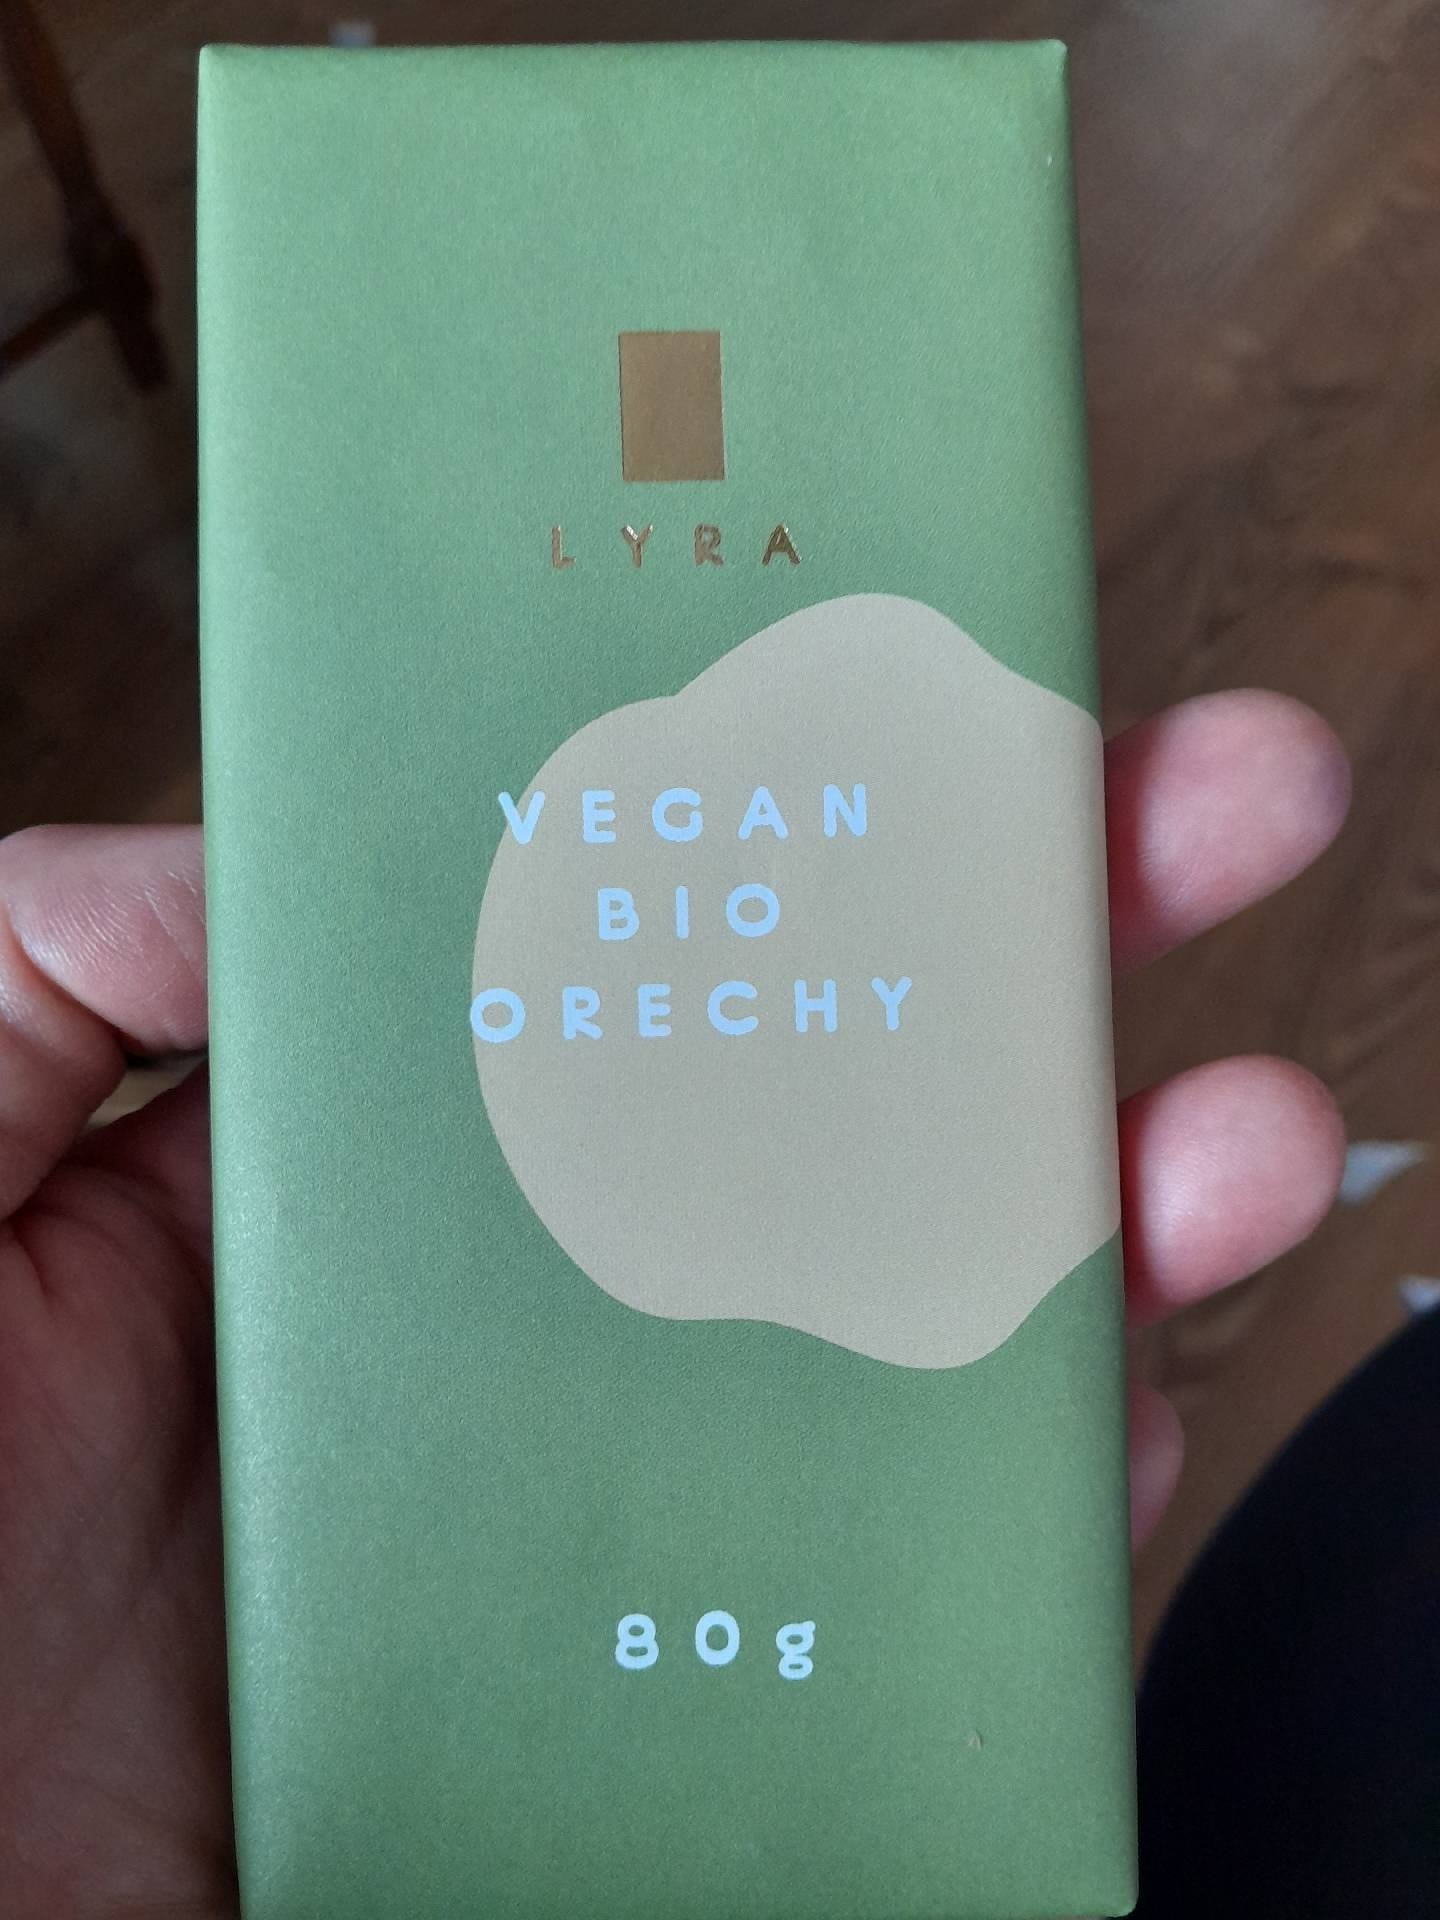 LYRA
VEGAN
BIO
ORECHY
80g